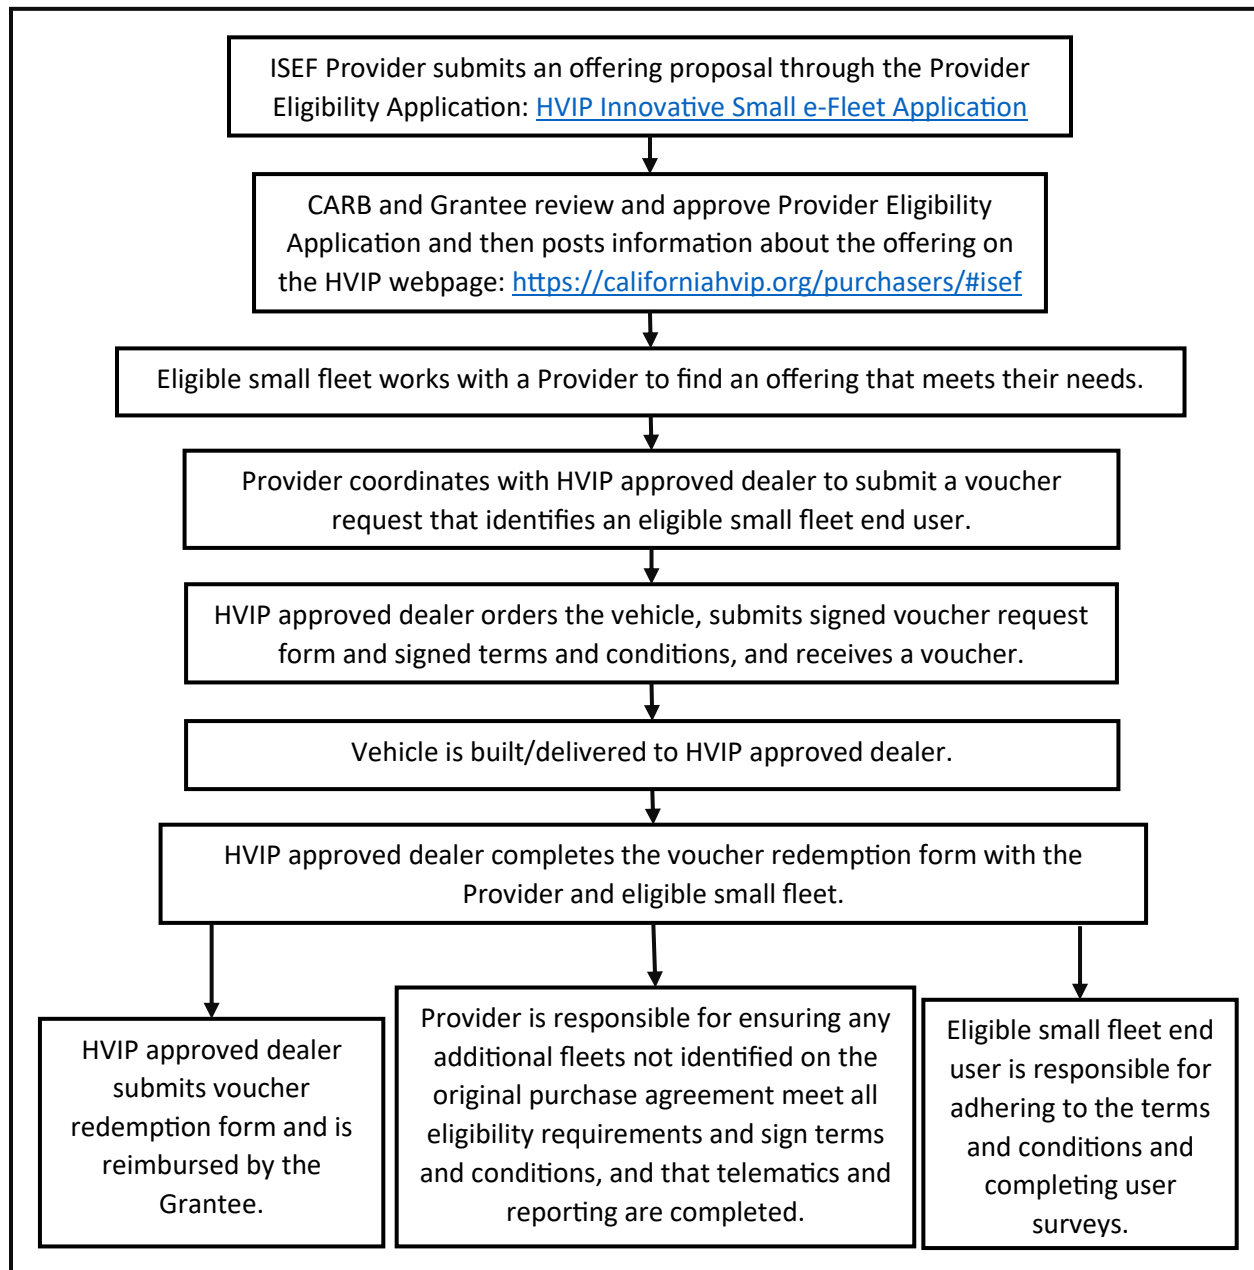 ISEF Provider submits an offering proposal through the Provider
Eligibility Application: HVIP Innovative Small e-Fleet Application
CARB and Grantee review and approve Provider Eligibility
Application and then posts information about the offering on
the HVIP webpage: https://californiahvip.org/purchasers/#isef
Eligible small fleet works with a Provider to find an offering that meets their needs.
Provider coordinates with HVIP approved dealer to submit a voucher
request that identifies an eligible small fleet end user.
HVIP approved dealer orders the vehicle, submits signed voucher request
form and signed terms and conditions, and receives a voucher.
Vehicle is built/delivered to HVIP approved dealer.
HVIP approved dealer completes the voucher redemption form with the
Provider and eligible small fleet.
HVIP approved dealer
submits voucher
redemption form and is
reimbursed by the
Grantee.
Provider is responsible for ensuring any
additional fleets not identified on the
original purchase agreement meet all
eligibility requirements and sign terms
and conditions, and that telematics and
reporting are completed.
Eligible small fleet end
user is responsible for
adhering to the terms
and conditions and
completing user
surveys.